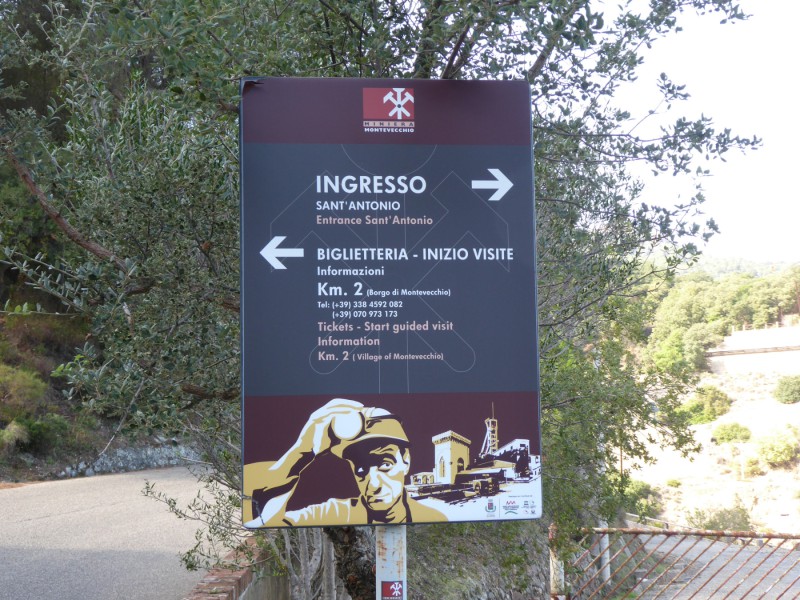 MINIERA
MONTEVECCHIO
INGRESSO
SANT'ANTONIO
Entrance Sant'Antonio
BIGLIETTERIA - INIZIO VISITE
Informazioni
Km. 2 (Borgo di Montevecchio)
Tel: (+39) 338 4592 082
(+39) 070 973 173
Tickets - Start guided visit
Information
Km. 2 ( Village of Montevecchio)